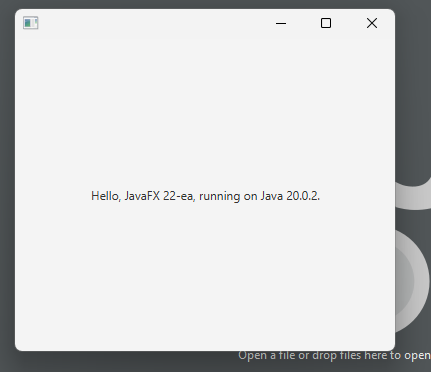 Hello, JavaFX 22-ea, running on Java 20.0.2.
Open a file or drop files here to open